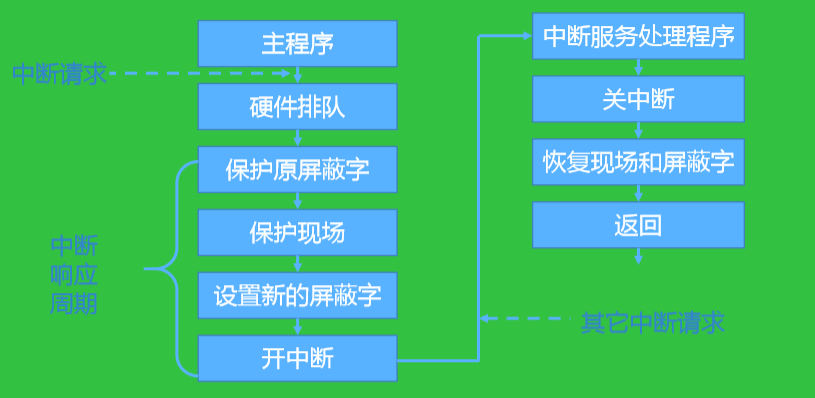 主程序
中断请求
硬件排队
保护原屏蔽字
保护现场
设置新的屏蔽字
开中断
中断
响应
周期
中断服务处理程序
关中断
恢复现场和屏蔽字
返回
其它中断请求